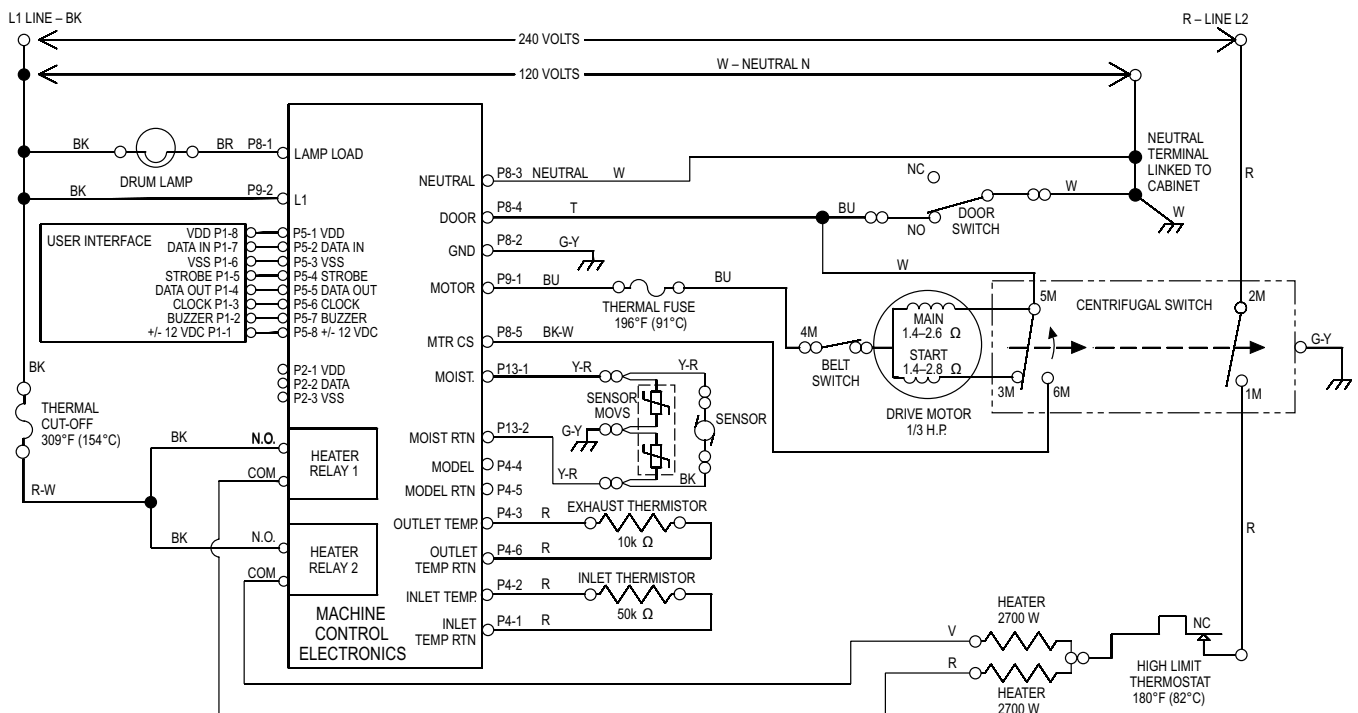 L1 LINE – BK
R – LINE L2
240 VOLTS
120 VOLTS
W – NEUTRAL N
BK
BR
P8-1
LAMP LOAD
DRUM LAMP
BK
P9-2
L1
NEUTRAL
P8-3
NEUTRAL
W
NC
NEUTRAL
TERMINAL
LINKED TO
CABINET
R
DOOR
P8-4
T
BU
NO
DOOR
SWITCH
W
W
USER INTERFACE
VDD P1-8
P5-1 VDD
DATA IN P1-7
P5-2 DATA IN
VSS P1-6
P5-3 VSS
STROBE P1-5
P5-4 STROBE
DATA OUT P1-4
P5-5 DATA OUT
CLOCK P1-3
P5-6 CLOCK
BUZZER P1-2
P5-7 BUZZER
+/- 12 VDC P1-1
P5-8 +/- 12 VDC
GND
P8-2
G-Y
W
MOTOR
P9-1
BU
THERMAL FUSE
196°F (91°C)
BU
5M
CENTRIFUGAL SWITCH
2M
MAIN
1.4–2.6 Ω
START
1.4–2.8 Ω
4M
BELT
SWITCH
DRIVE MOTOR
1/3 H.P.
3M
6M
1M
G-Y
MTR CS
P8-5
BK-W
BK
P2-1 VDD
P2-2 DATA
P2-3 VSS
MOIST.
P13-1
Y-R
Y-R
SENSOR
MOVS
SENSOR
G-Y
MOIST RTN
P13-2
Y-R
BK
THERMAL
CUT-OFF
309°F (154°C)
R-W
BK
N.O.
COM
HEATER
RELAY 1
BK
N.O.
COM
HEATER
RELAY 2
MODEL
P4-4
MODEL RTN
P4-5
OUTLET TEMP.
P4-3
R
EXHAUST THERMISTOR
10k Ω
OUTLET
TEMP RTN
P4-6
R
INLET TEMP.
P4-2
R
INLET THERMISTOR
50k Ω
INLET
TEMP RTN
P4-1
R
MACHINE
CONTROL
ELECTRONICS
R
V
HEATER
2700 W
R
HEATER
2700 W
NC
HIGH LIMIT
THERMOSTAT
180°F (82°C)